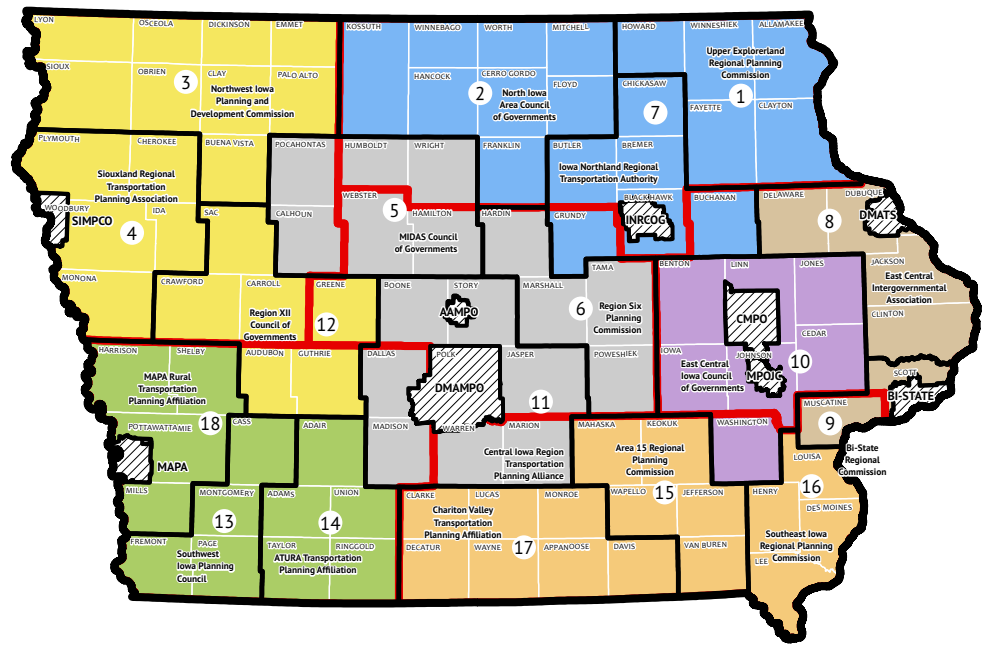 LYON
OSCEOLA
DICKINSON
EMMET
KOSSUTH
WINNEBAGO
WORTH
MITCHELL
HOWARD
WINNESHIEK
ALLAMAKEE
SIOUX
OBRIEN
CLAY
PALO ALTO
HANCOCK
CERRO GORDO
FLOYD
CHICKASAW
FAYETTE
CLAYTON
3
Northwest Iowa
Planning and
Development Commission
2
North Iowa
Area Council
of Governments
7
Upper Explorerland
Regional Planning
Commission
1
PLYMOUTH
CHEROKEE
BUENA VISTA
POCAHONTAS
HUMBOLDT
WRIGHT
FRANKLIN
BUTLER
BREMER
Iowa Northland Regional
Transportation Authority
Siouxland Regional
Transportation
Planning Association
WOODBURY
SIMPCO
IDA
SAC
4
CALHOUN
WEBSTER
5
HAMILTON
HARDIN
GRUNDY
BLACK HAWK
INRCOG
BUCHANAN
DELAWARE
DUBUQUE
DMATS
8
MIDAS Council
of Governments
MONONA
CRAWFORD
CARROLL
GREENE
BOONE
STORY
MARSHALL
TAMA
BENTON
LINN
JONES
JACKSON
East Central
Intergovernmental
Association
CLINTON
Region XII
Council of
Governments
12
AAMPO
6
Region Six
Planning
Commission
CMPO
CEDAR
HARRISON
SHELBY
AUDUBON
GUTHRIE
DALLAS
POLK
JASPER
POWESHIEK
IOWA
JOHNSON
10
East Central
Iowa Council
of Governments
MPOJC
SCOTT
BI-STATE
MAPA Rural
Transportation
Planning Affiliation
DMAMPO
11
MUSCATINE
9
18
POTTAWATTAMIE
CASS
ADAIR
MADISON
WARREN
MARION
MAHASKA
KEOKUK
WASHINGTON
LOUISA
Bi-State
Regional
Commission
MAPA
Central Iowa Region
Transportation
Planning Alliance
Area 15 Regional
Planning
Commission
15
16
MILLS
MONTGOMERY
ADAMS
UNION
CLARKE
LUCAS
MONROE
WAPELLO
JEFFERSON
HENRY
DES MOINES
13
14
Chariton Valley
Transportation
Planning Affiliation
17
FREMONT
PAGE
Southwest
Iowa Planning
Council
TAYLOR
RINGGOLD
ATURA Transportation
Planning Affiliation
DECATUR
WAYNE
APPANOOSE
DAVIS
VAN BUREN
Southeast Iowa
Regional Planning
Commission
LEE